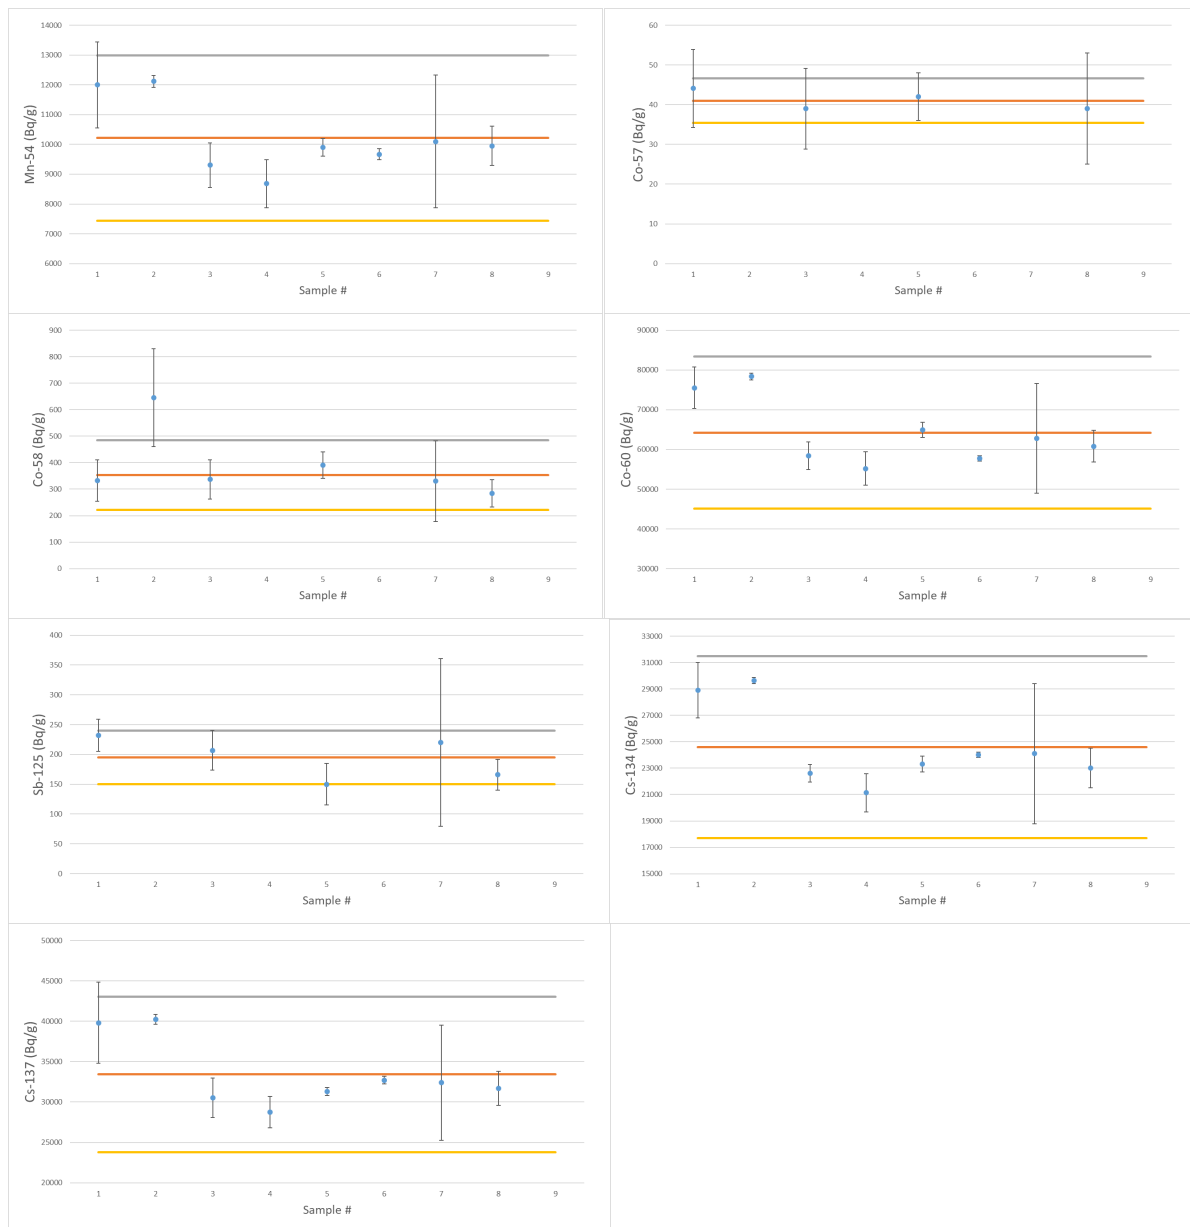 14000
13000
12000
11000
10000
9000
8000
7000
6000
Mn-54 (Bq/g)
1 2 3 4 5 6 7 8 9
Sample #
60
50
40
30
20
10
0
Co-57 (Bq/g)
1 2 3 4 5 6 7 8 9
Sample #
900
800
700
600
500
400
300
200
100
0
Co-58 (Bq/g)
1 2 3 4 5 6 7 8 9
Sample #
90000
80000
70000
60000
50000
40000
30000
Co-60 (Bq/g)
1 2 3 4 5 6 7 8 9
Sample #
400
350
300
250
200
150
100
50
0
Sb-125 (Bq/g)
1 2 3 4 5 6 7 8 9
Sample #
33000
31000
29000
27000
25000
23000
21000
19000
17000
15000
Cs-134 (Bq/g)
1 2 3 4 5 6 7 8 9
Sample #
50000
45000
40000
35000
30000
25000
20000
Cs-137 (Bq/g)
1 2 3 4 5 6 7 8 9
Sample #